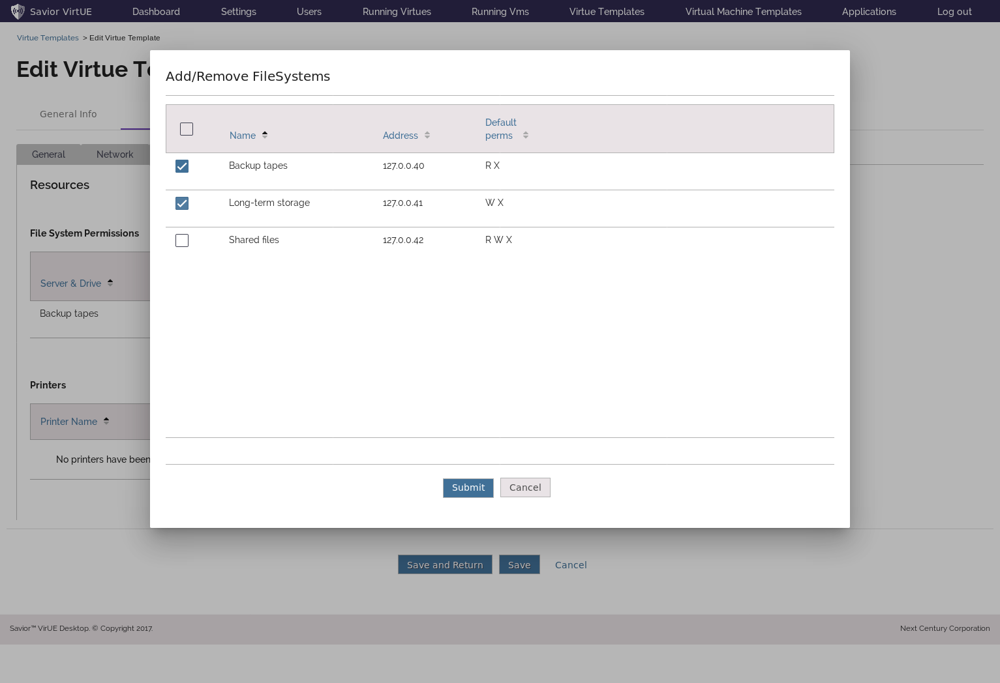 Savior VirtUE Dashboard Settings Users Running Virtues Running Vms Virtue Templates Virtual Machine Templates Applications Log out
Virtue Templates > Edit Virtue Template
Edit Virtue
General Info
General Network
Resources
File System Permissions
Server & Drive
Backup tapes
Printers
Printer Name
No printers have been
Add/Remove FileSystems
Name Address Default
perms
Backup tapes 127.0.0.40 R X
Long-term storage 127.0.0.41 W X
Shared files 127.0.0.42 R W X
Submit Cancel
Save and Return Save Cancel
Savior™ VirUE Desktop. © Copyright 2017. Next Century Corporation